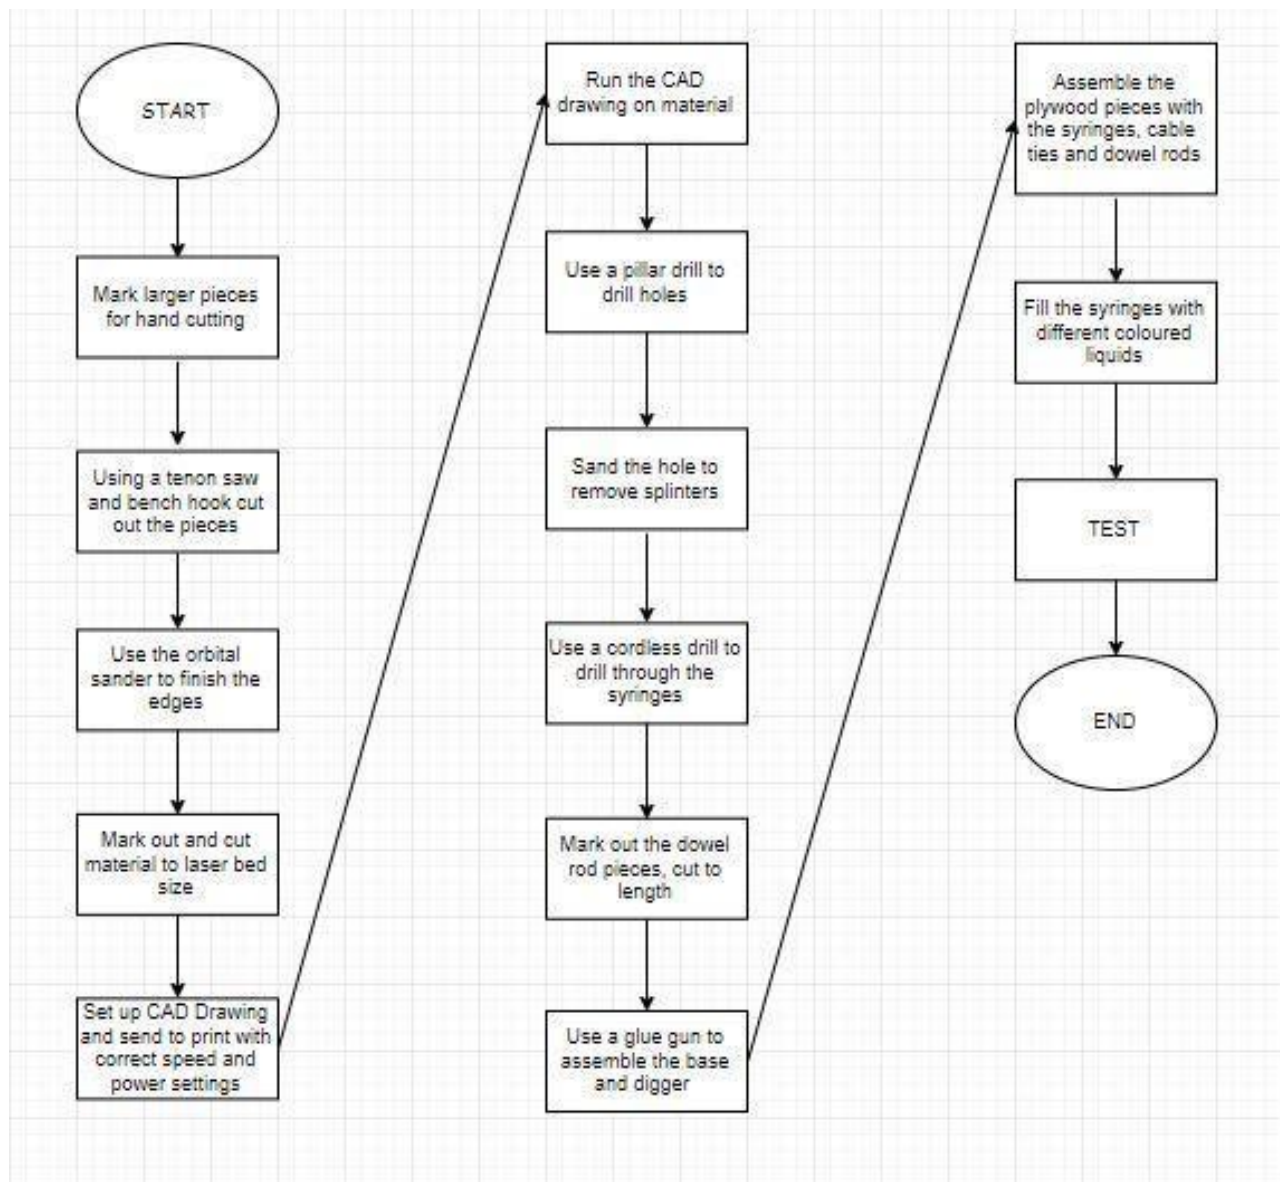 START
Mark larger pieces
for hand cutting
Using a tenon saw
and bench hook cut
out the pieces
Use the orbital
sander to finish the
edges
Mark out and cut
material to laser bed
size
Set up CAD Drawing
and send to print with
correct speed and
power settings
Run the CAD
drawing on material
Use a pillar drill to
drill holes
Sand the hole to
remove splinters
Use a cordless drill to
drill through the
syringes
Mark out the dowel
rod pieces, cut to
length
Use a glue gun to
assemble the base
and digger
Assemble the
plywood pieces with
the syringes, cable
ties and dowel rods
Fill the syringes with
different coloured
liquids
TEST
END